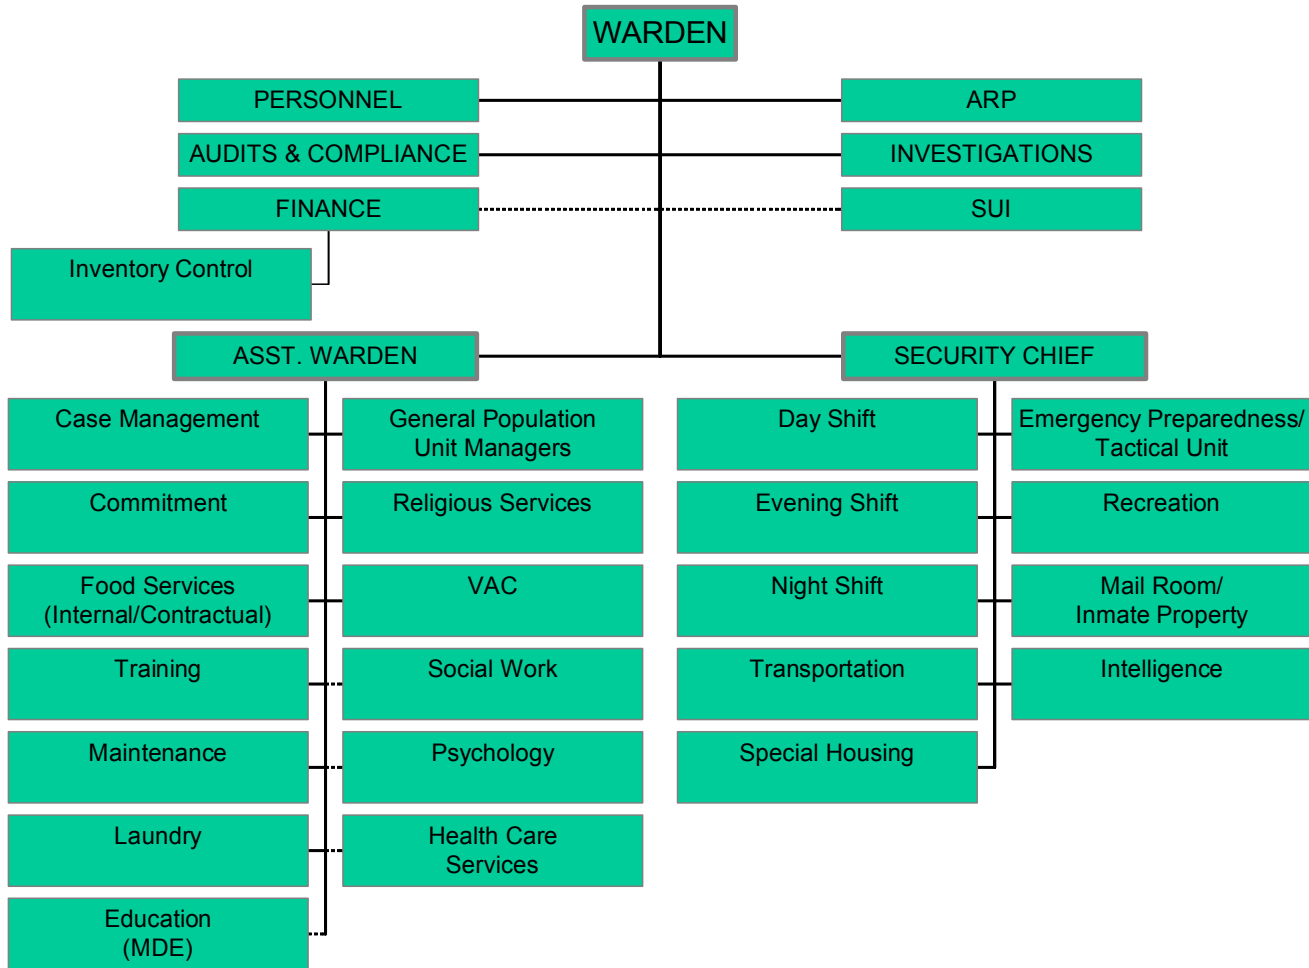 WARDEN
PERSONNEL
ARP
AUDITS & COMPLIANCE
INVESTIGATIONS
FINANCE
SUI
Inventory Control
ASST. WARDEN
SECURITY CHIEF
Case Management
General Population
Unit Managers
Day Shift
Emergency Preparedness/
Tactical Unit
Commitment
Religious Services
Evening Shift
Recreation
Food Services
(Internal/Contractual)
VAC
Night Shift
Mail Room/
Inmate Property
Training
Social Work
Transportation
Intelligence
Maintenance
Psychology
Special Housing
Laundry
Health Care
Services
Education
(MDE)